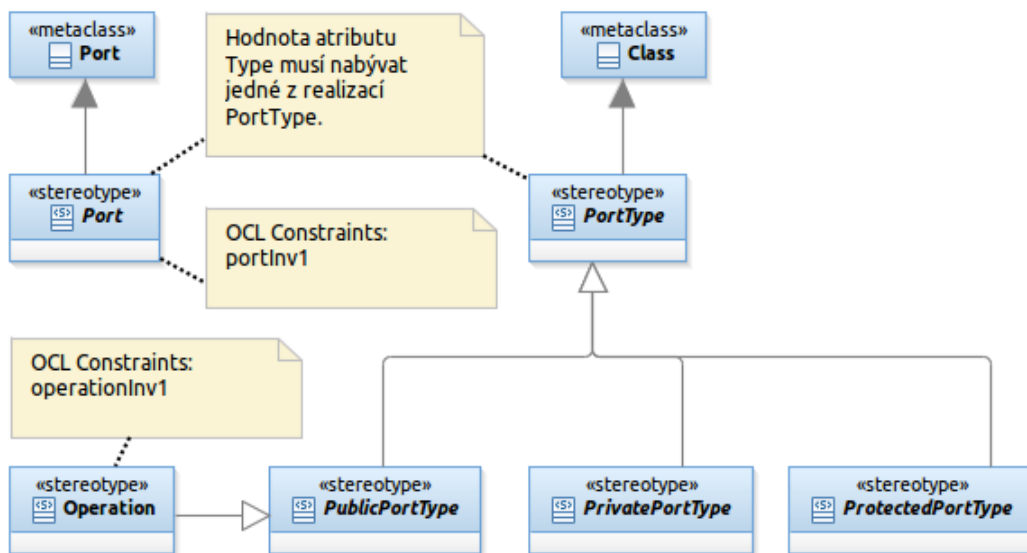 «metaclass»
Port
Hodnota atributu
Type musí nabývat
jedné z realizací
PortType.
«metaclass»
Class
«stereotype»
Port
«stereotype»
PortType
OCL Constraints:
portInv1
OCL Constraints:
operationInv1
«stereotype»
Operation
«stereotype»
PublicPortType
«stereotype»
PrivatePortType
«stereotype»
ProtectedPortType